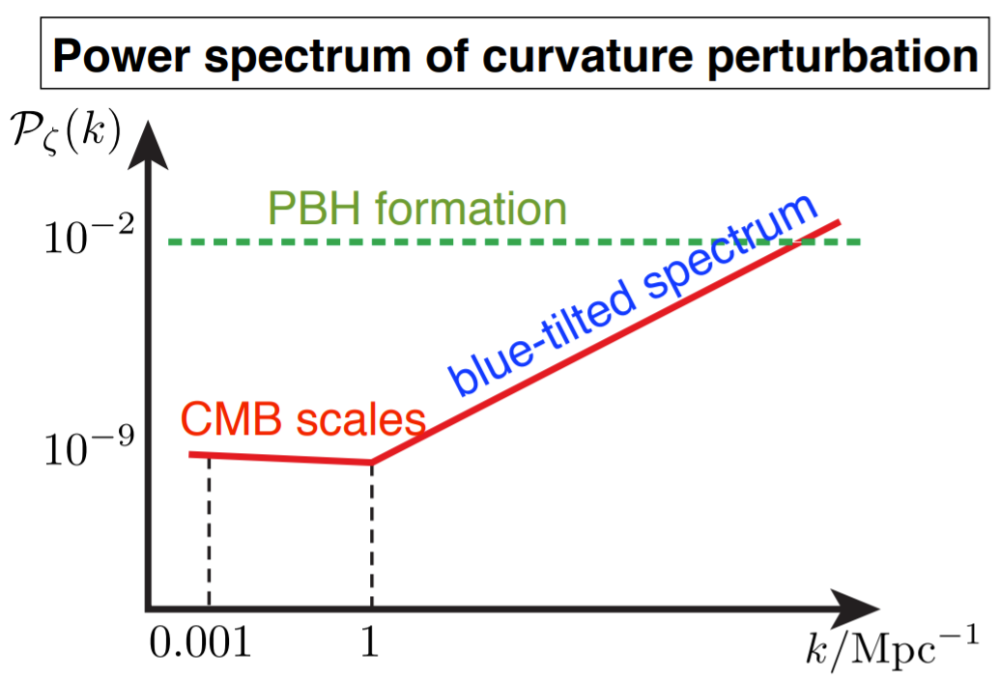 Power spectrum of curvature perturbation
𝒫_ζ(k)
PBH formation
10⁻²
blue-tilted spectrum
CMB scales
10⁻⁹
0.001
1
k/Mpc⁻¹